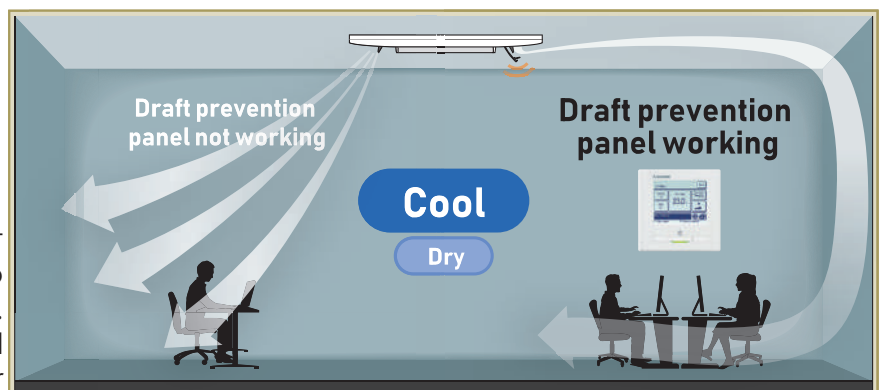 Draft prevention
panel not working
Draft prevention
panel working
Cool
Dry